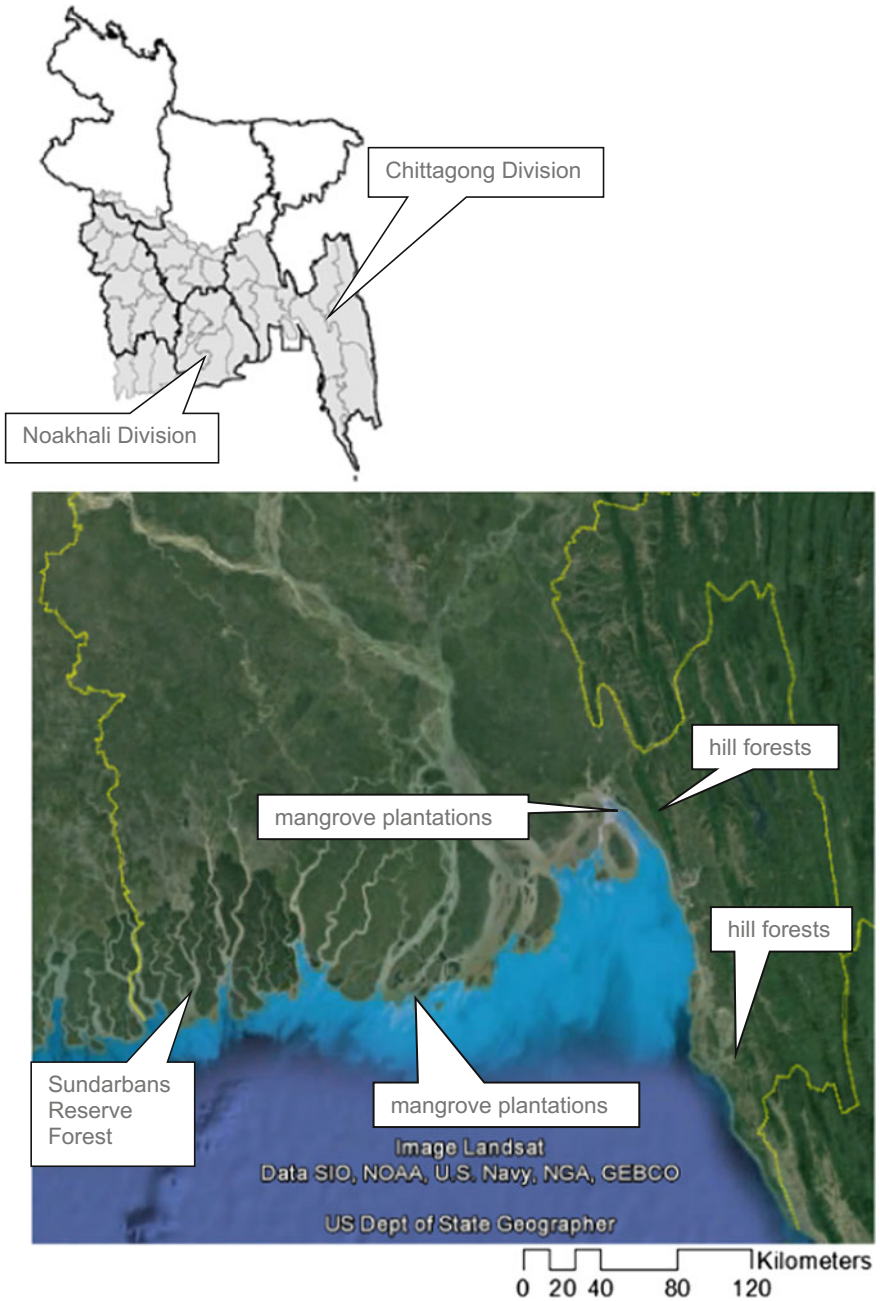 Chittagong Division
Noakhali Division
hill forests
mangrove plantations
hill forests
Sundarbans
Reserve
Forest
mangrove plantations
Image Landsat
Data SIO, NOAA, U.S. Navy, NGA, GEBCO
US Dept of State Geographer
Kilometers
0 20 40 80 120